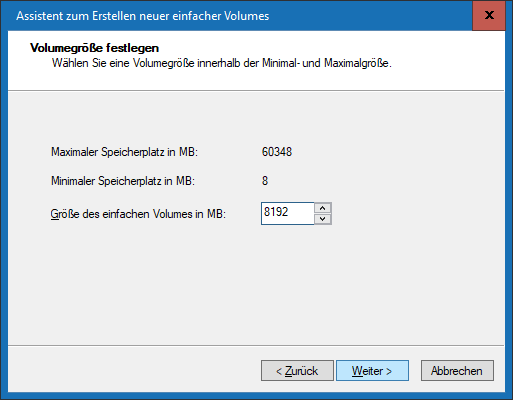 Assistent zum Erstellen neuer einfacher Volumes
x
Volumegröße festlegen
Wählen Sie eine Volumegröße innerhalb der Minimal- und Maximalgröße.
Maximaler Speicherplatz in MB: 60348
Minimaler Speicherplatz in MB: 8
Größe des einfachen Volumes in MB: 8192
< Zurück Weiter > Abbrechen